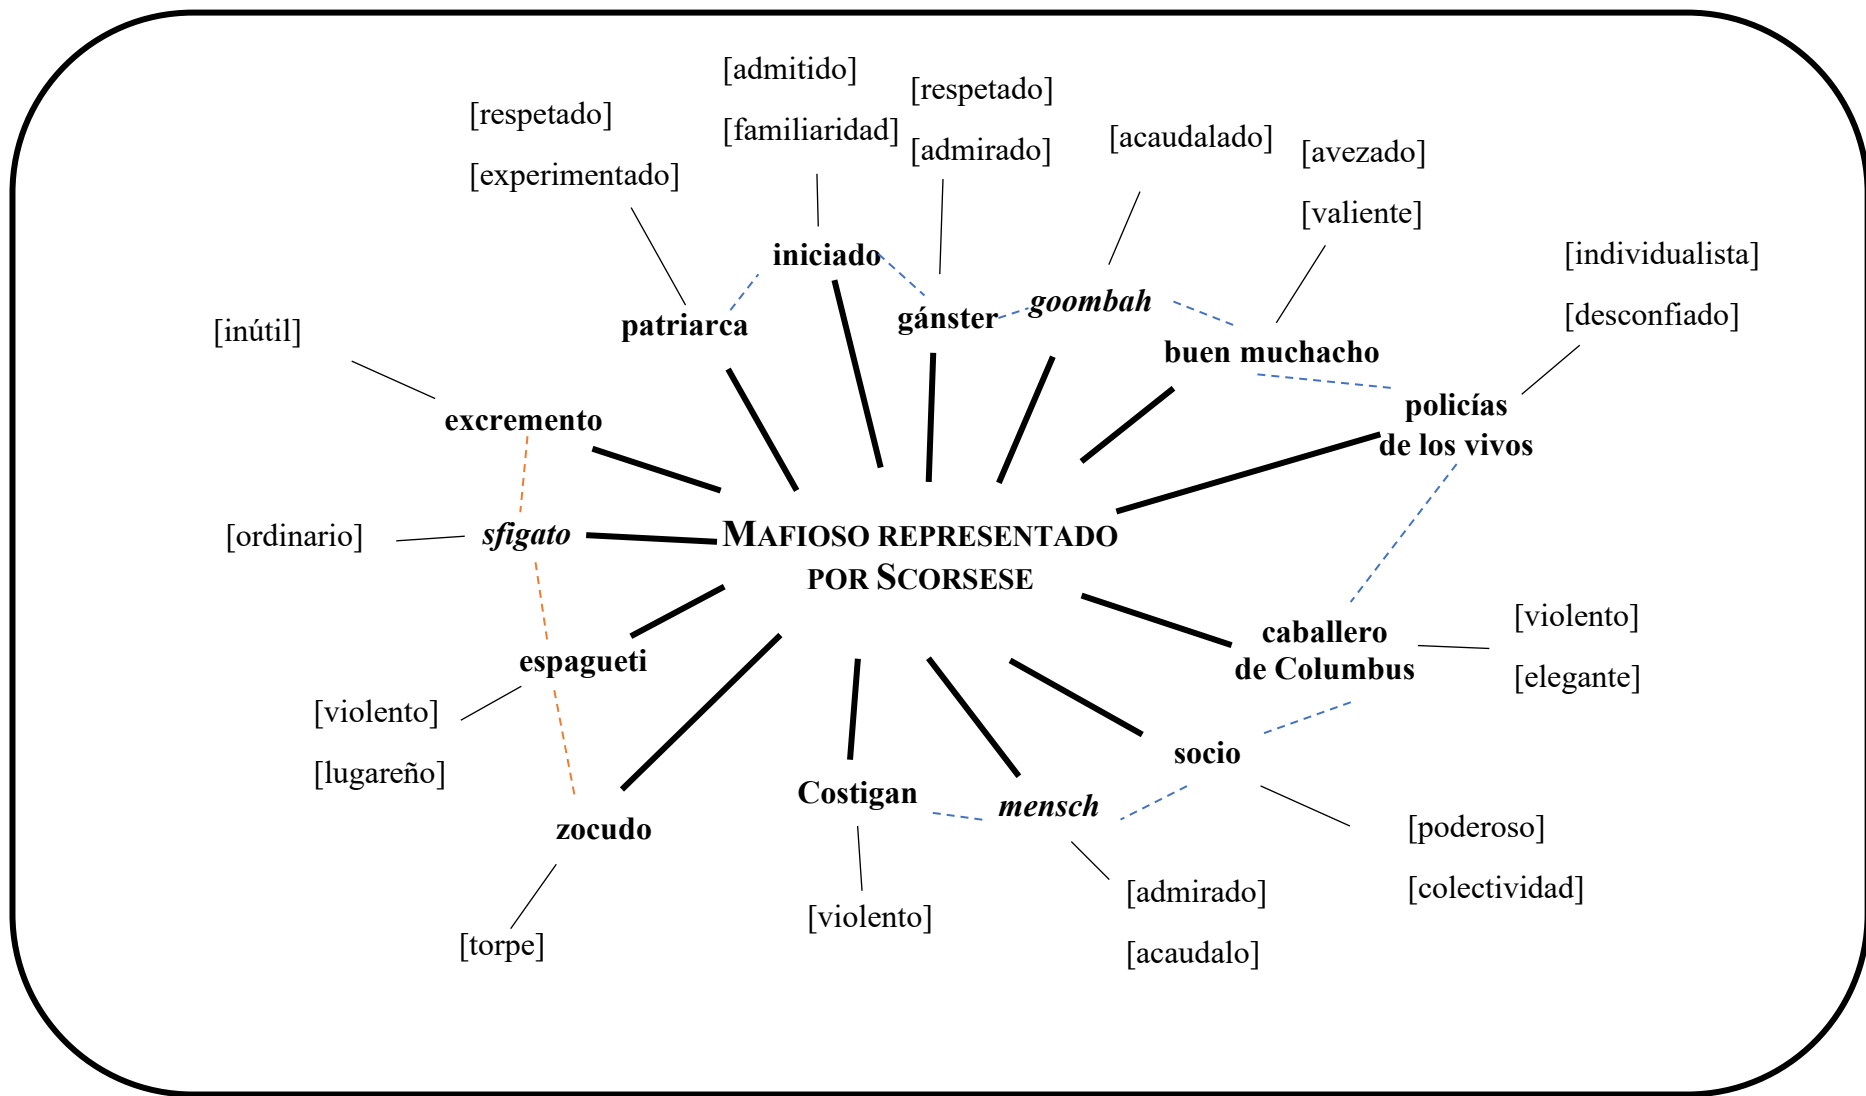 [admitido]
[familiaridad]
[respetado]
[admirado]
[respetado]
[experimentado]
[acaudalado]
[avezado]
[valiente]
[individualista]
[desconfiado]
iniciado
gánster
goombah
patriarca
buen muchacho
[inútil]
excremento
policías
de los vivos
[ordinario]
sfigato
MAFIOSO REPRESENTADO
POR SCORSESE
espagueti
caballero
de Columbus
[violento]
[elegante]
[violento]
[lugareño]
socio
Costigan
mensch
zocudo
[poderoso]
[colectividad]
[admirado]
[acaudalo]
[violento]
[torpe]